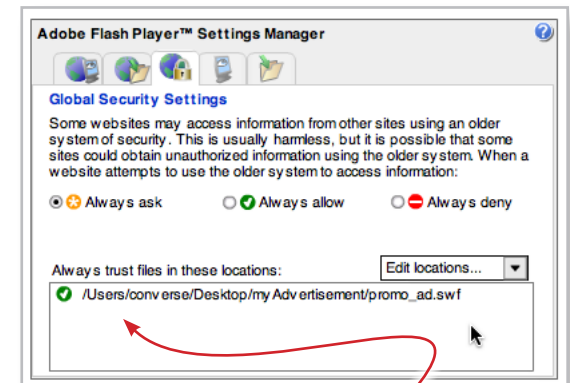 Adobe Flash Player™ Settings Manager
Global Security Settings
Some websites may access information from other sites using an older
system of security. This is usually harmless, but it is possible that some
sites could obtain unauthorized information using the older system. When a
website attempts to use the older system to access information:
Always ask Always allow Always deny
Always trust files in these locations: Edit locations...
/Users/converse/Desktop/myAdvertisement/promo_ad.swf